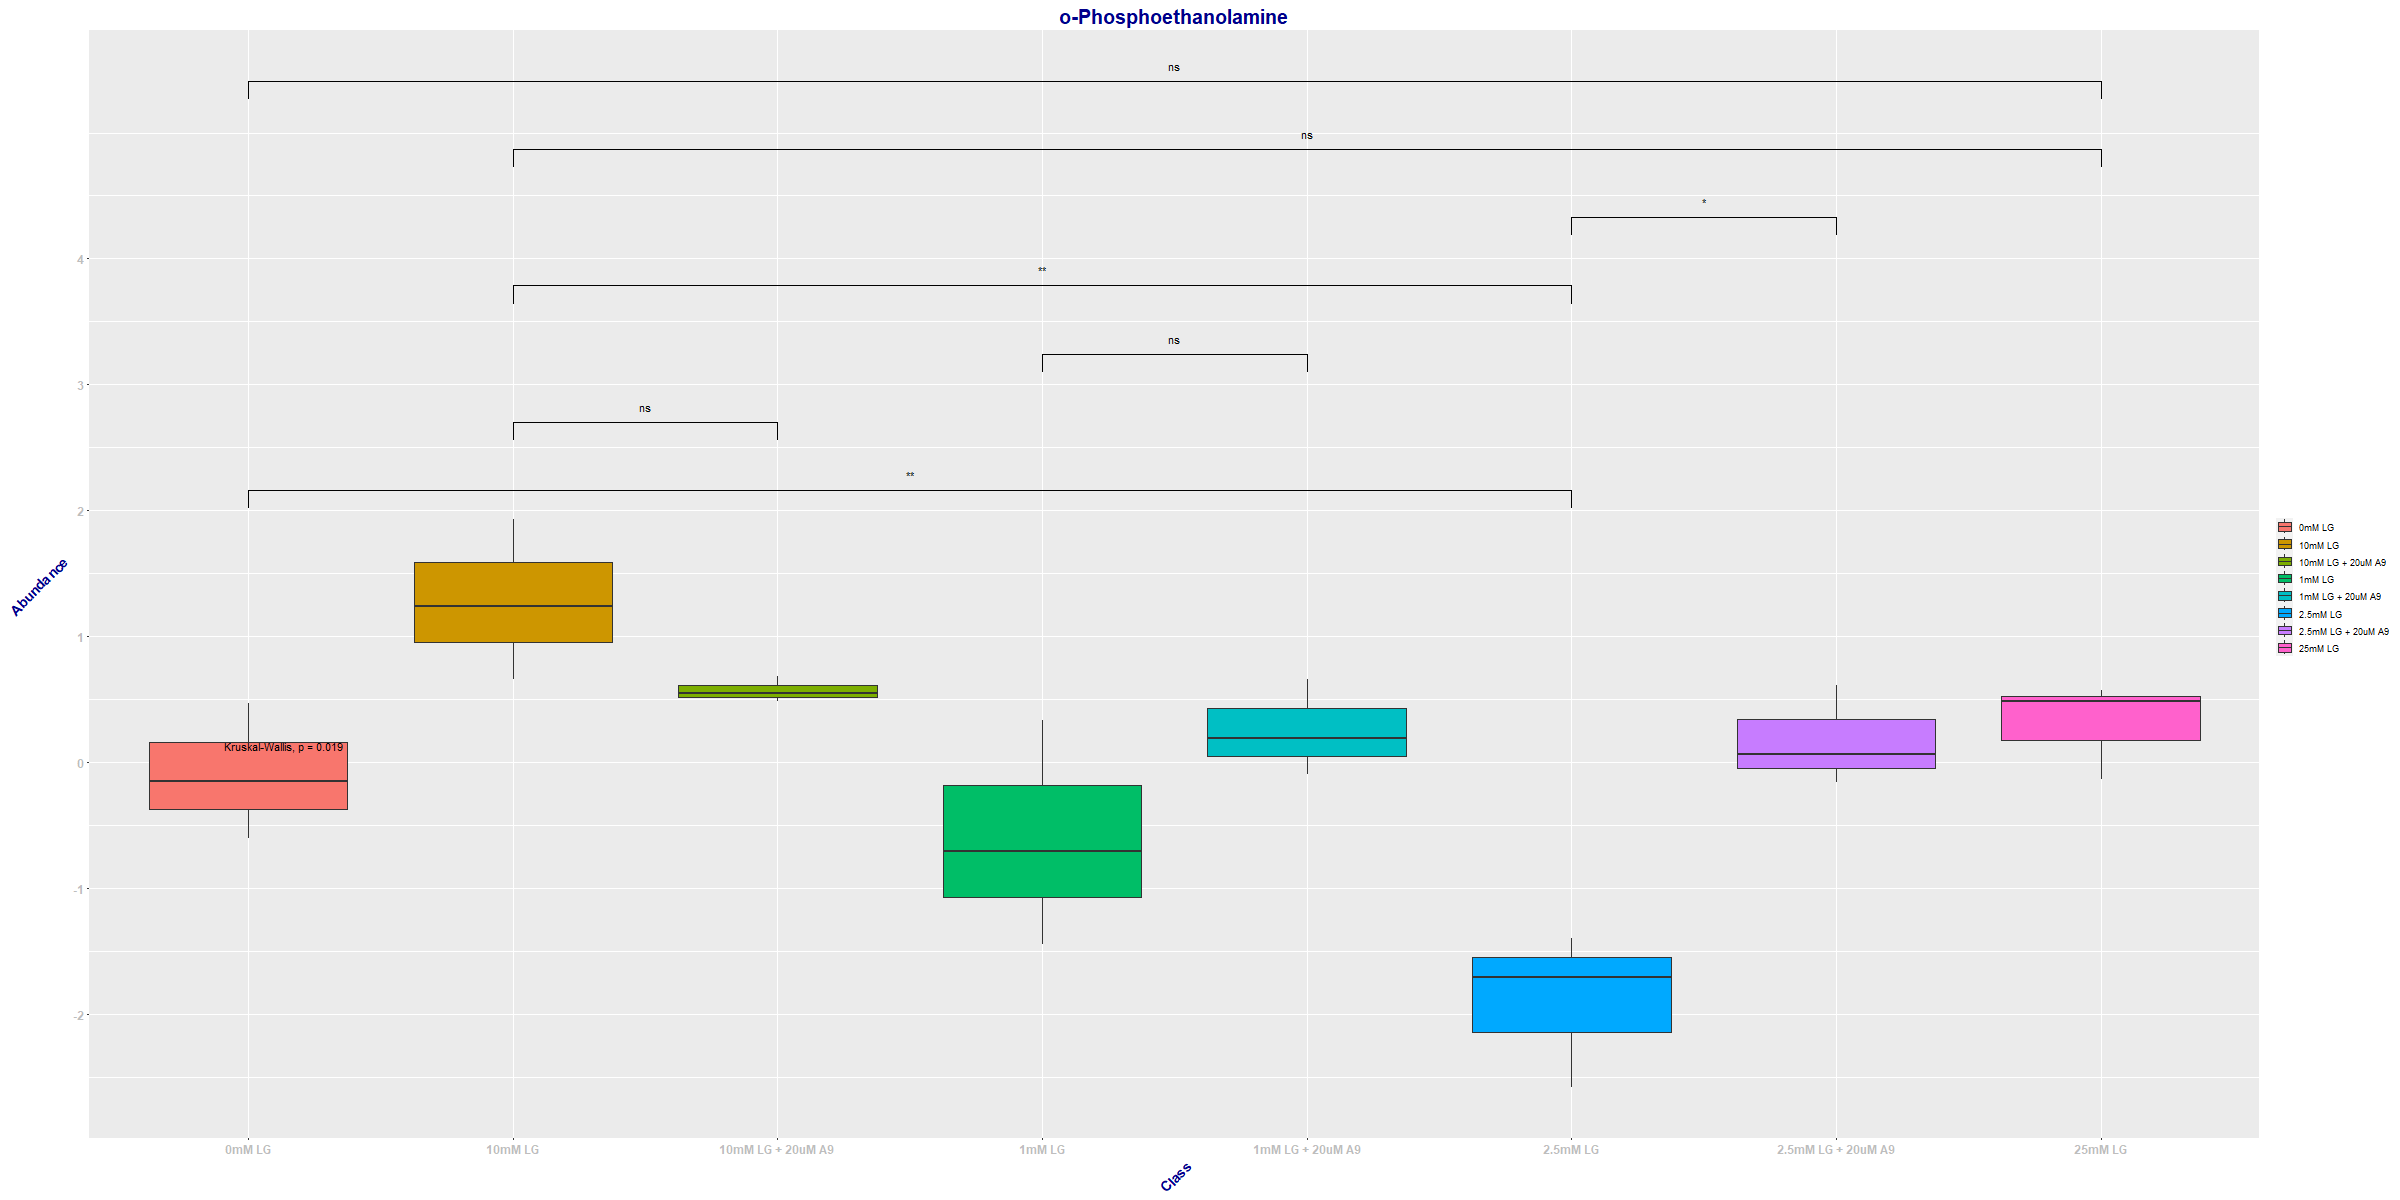 o-Phosphoethanolamine
ns
ns
*
**
ns
ns
**
Kruskal-Wallis, p = 0.019
4
3
2
1
0
-1
-2
Abundance
0mM LG
10mM LG
10mM LG + 20uM A9
1mM LG
1mM LG + 20uM A9
2.5mM LG
2.5mM LG + 20uM A9
25mM LG
Class
0mM LG
10mM LG
10mM LG + 20uM A9
1mM LG
1mM LG + 20uM A9
2.5mM LG
2.5mM LG + 20uM A9
25mM LG